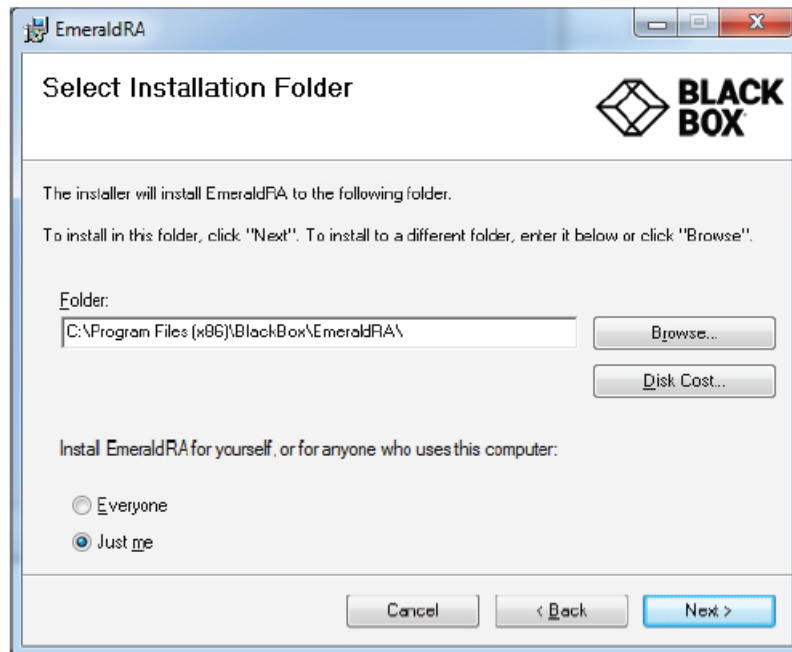 EmeraldRA
Select Installation Folder
BLACK
BOX
The installer will install EmeraldRA to the following folder.
To install in this folder, click "Next". To install to a different folder, enter it below or click "Browse".
Folder:
C:\Program Files (x86)\BlackBox\EmeraldRA\
Browse...
Disk Cost...
Install EmeraldRA for yourself, or for anyone who uses this computer:
Everyone
Just me
Cancel
< Back
Next >